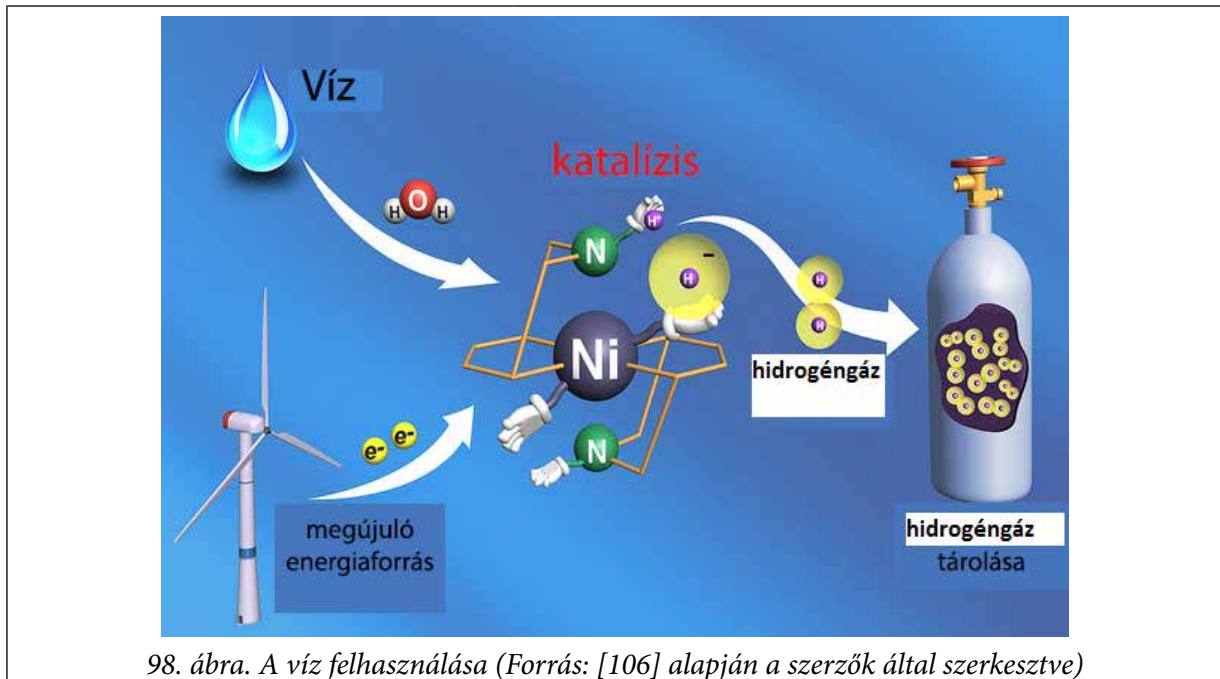 Víz
katalízis
H O H
N
H+
H
-
Ni
H
H
hidrogéngáz
N
e- e-
megújuló
energiaforrás
hidrogéngáz
tárolása
98. ábra. A víz felhasználása (Forrás: [106] alapján a szerzők által szerkesztve)